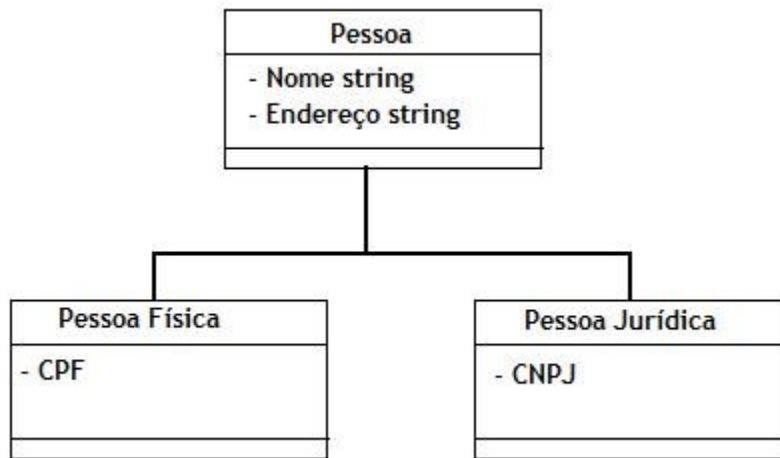 Pessoa
- Nome string
- Endereço string
Pessoa Física
- CPF
Pessoa Jurídica
- CNPJ